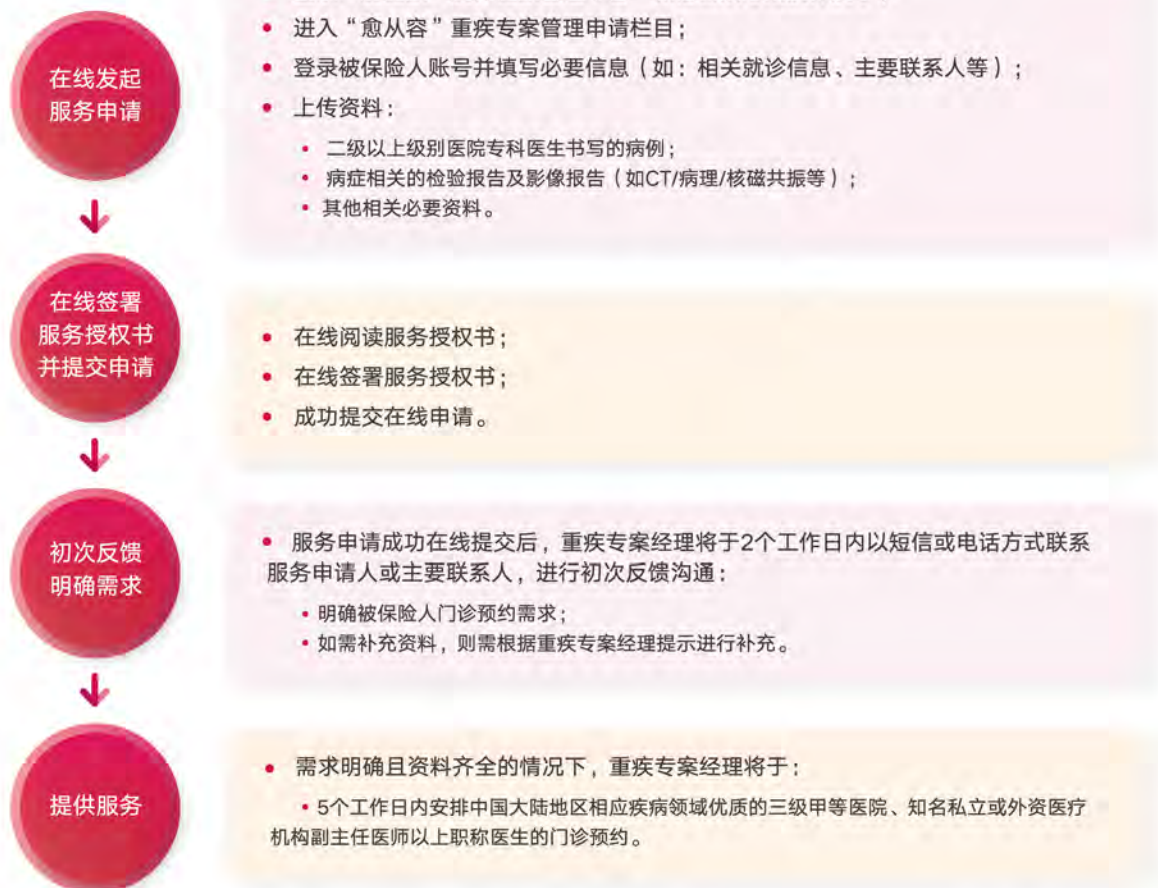 在线发起
服务申请
• 进入“愈从容”重疾专案管理申请栏目；
• 登录被保险人账号并填写必要信息（如：相关就诊信息、主要联系人等）；
• 上传资料：
• 二级以上级别医院专科医生书写的病例；
• 病症相关的检验报告及影像报告（如CT/病理/核磁共振等）；
• 其他相关必要资料。
在线签署
服务授权书
并提交申请
• 在线阅读服务授权书；
• 在线签署服务授权书；
• 成功提交在线申请。
初次反馈
明确需求
• 服务申请成功在线提交后，重疾专案经理将于2个工作日内以短信或电话方式联系
服务申请人或主要联系人，进行初次反馈沟通：
• 明确被保险人门诊预约需求；
• 如需补充资料，则需根据重疾专案经理提示进行补充。
提供服务
• 需求明确且资料齐全的情况下，重疾专案经理将于：
• 5个工作日内安排中国大陆地区相应疾病领域优质的三级甲等医院、知名私立或外资医疗
机构副主任医师以上职称医生的门诊预约。